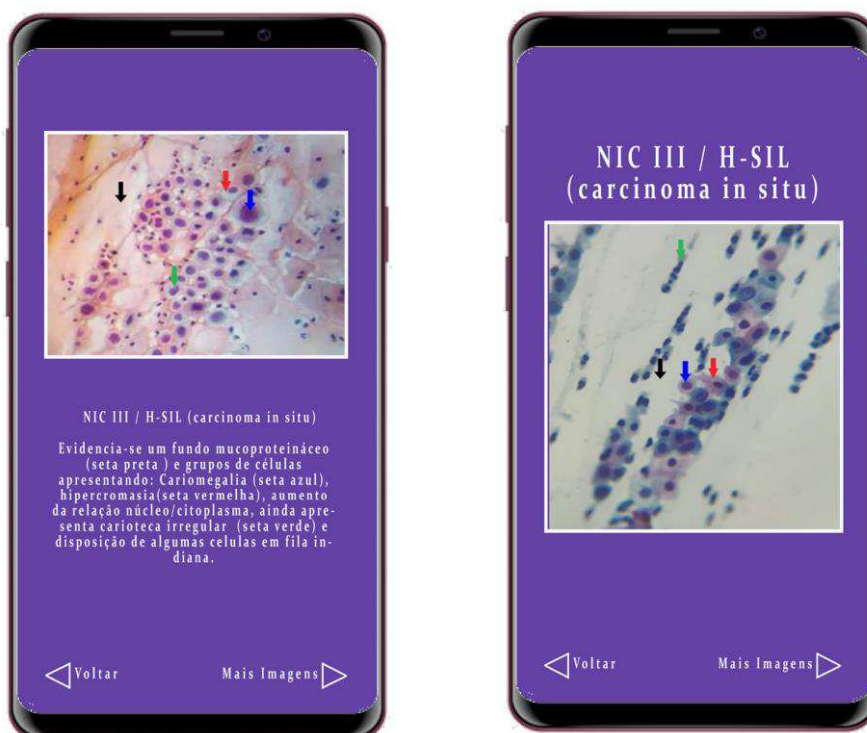 NIC III / H-SIL (carcinoma in situ)
Evidencia-se um fundo mucoproteináceo
(seta preta ) e grupos de células
apresentando: Cariomegalia (seta azul),
hipercromasia(seta vermelha), aumento
da relação núcleo/citoplasma, ainda apre-
senta carioteca irregular (seta verde) e
disposição de algumas celulas em fila in-
diana.
Voltar
Mais Imagens
NIC III / H-SIL
(carcinoma in situ)
Voltar
Mais Imagens